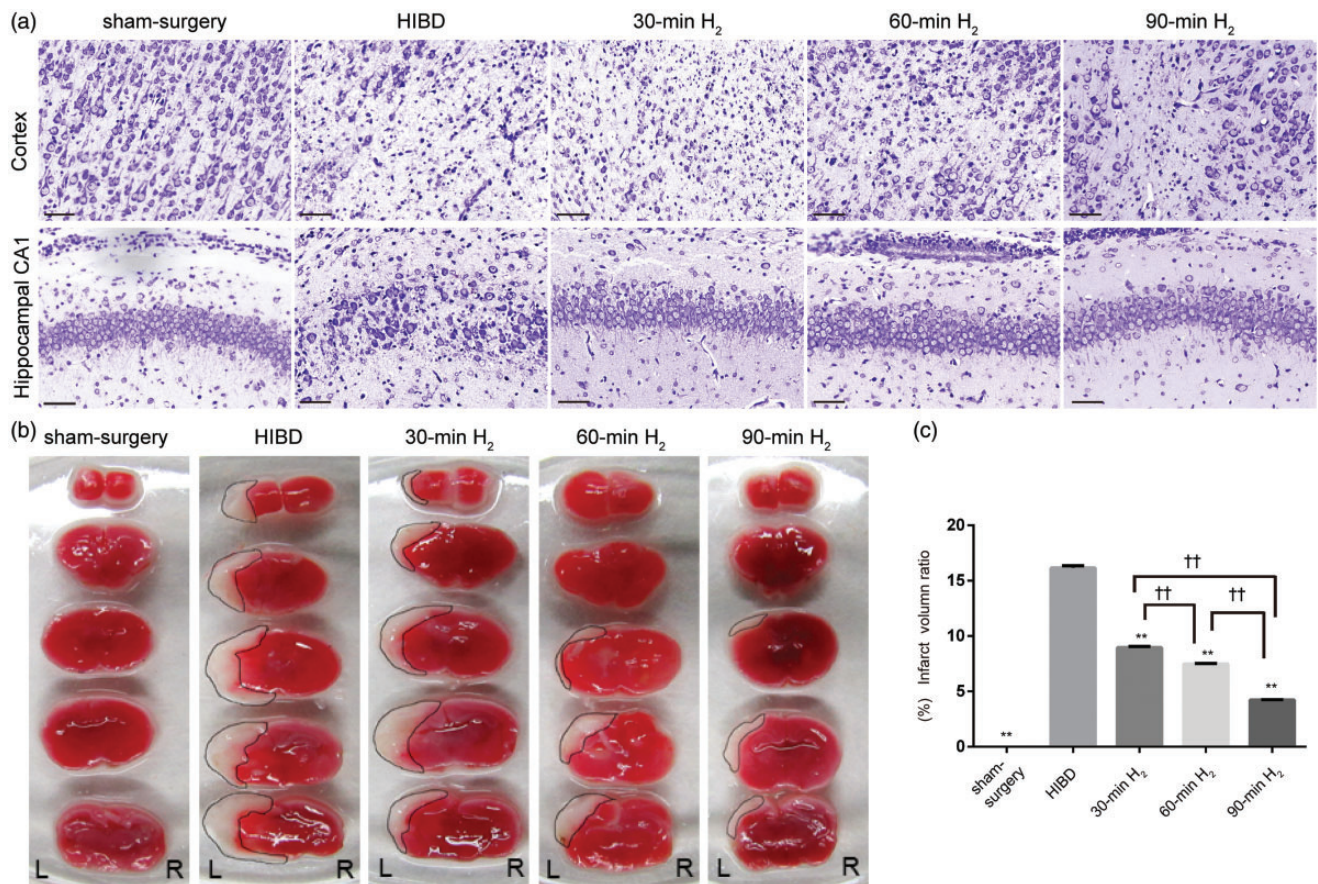 (a)
sham-surgery HIBD 30-min H₂ 60-min H₂ 90-min H₂
Cortex
Hippocampal CA1
(b)
sham-surgery HIBD 30-min H₂ 60-min H₂ 90-min H₂
L R L R L R L R L R
(c)
(%) Infarct volumn ratio
20
15
10
5
0
††
†† ††
** ** ** **
sham-surgery HIBD 30-min H₂ 60-min H₂ 90-min H₂